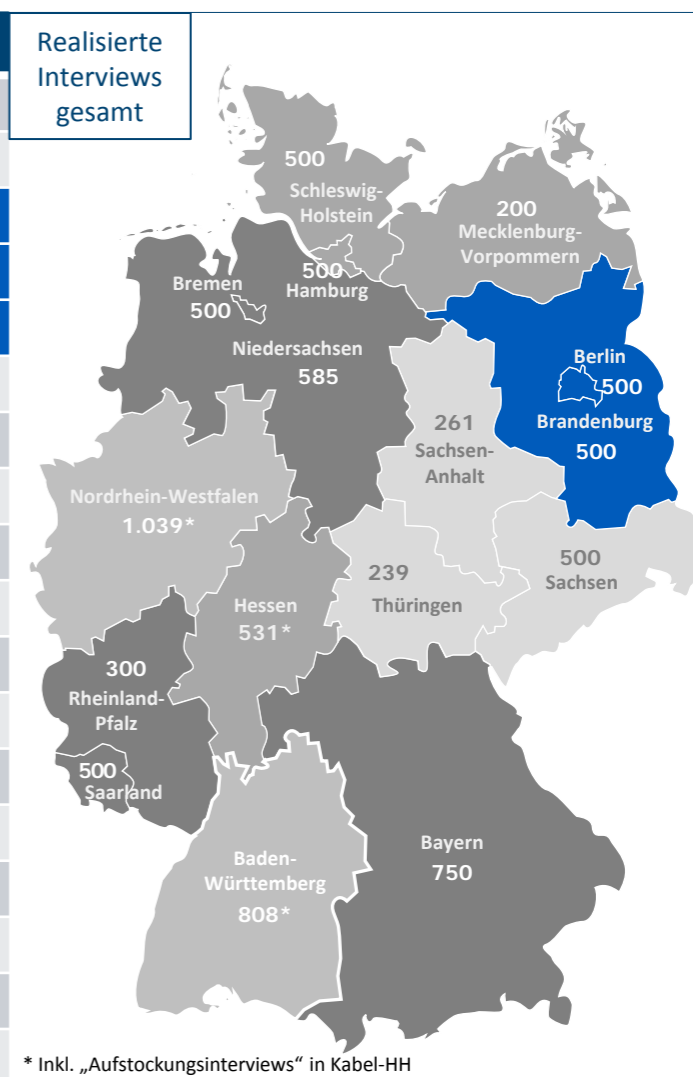 Realisierte
Interviews
gesamt
500
Schleswig-
Holstein
200
Mecklenburg-
Vorpommern
500
Hamburg
Bremen
500
Niedersachsen
585
Berlin
500
Brandenburg
500
261
Sachsen-
Anhalt
Nordrhein-Westfalen
1.039*
239
Thüringen
500
Sachsen
Hessen
531*
300
Rheinland-
Pfalz
500
Saarland
Bayern
750
Baden-
Württemberg
808*
* Inkl. „Aufstockungsinterviews“ in Kabel-HH